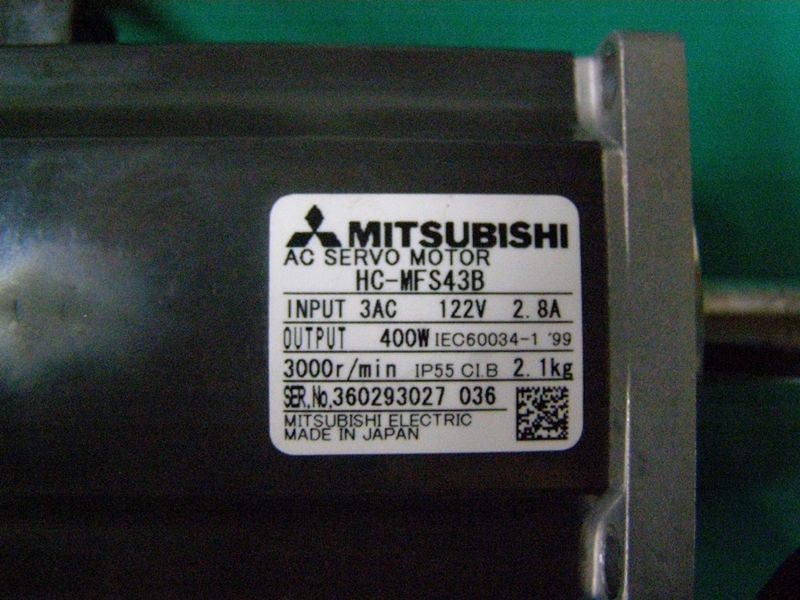 MITSUBISHI
AC SERVO MOTOR
HC-MFS43B
INPUT 3AC 122V 2.8A
OUTPUT 400W IEC60034-1 '99
3000r/min IP55 CI.B 2.1kg
SER.No.360293027 036
MITSUBISHI ELECTRIC
MADE IN JAPAN